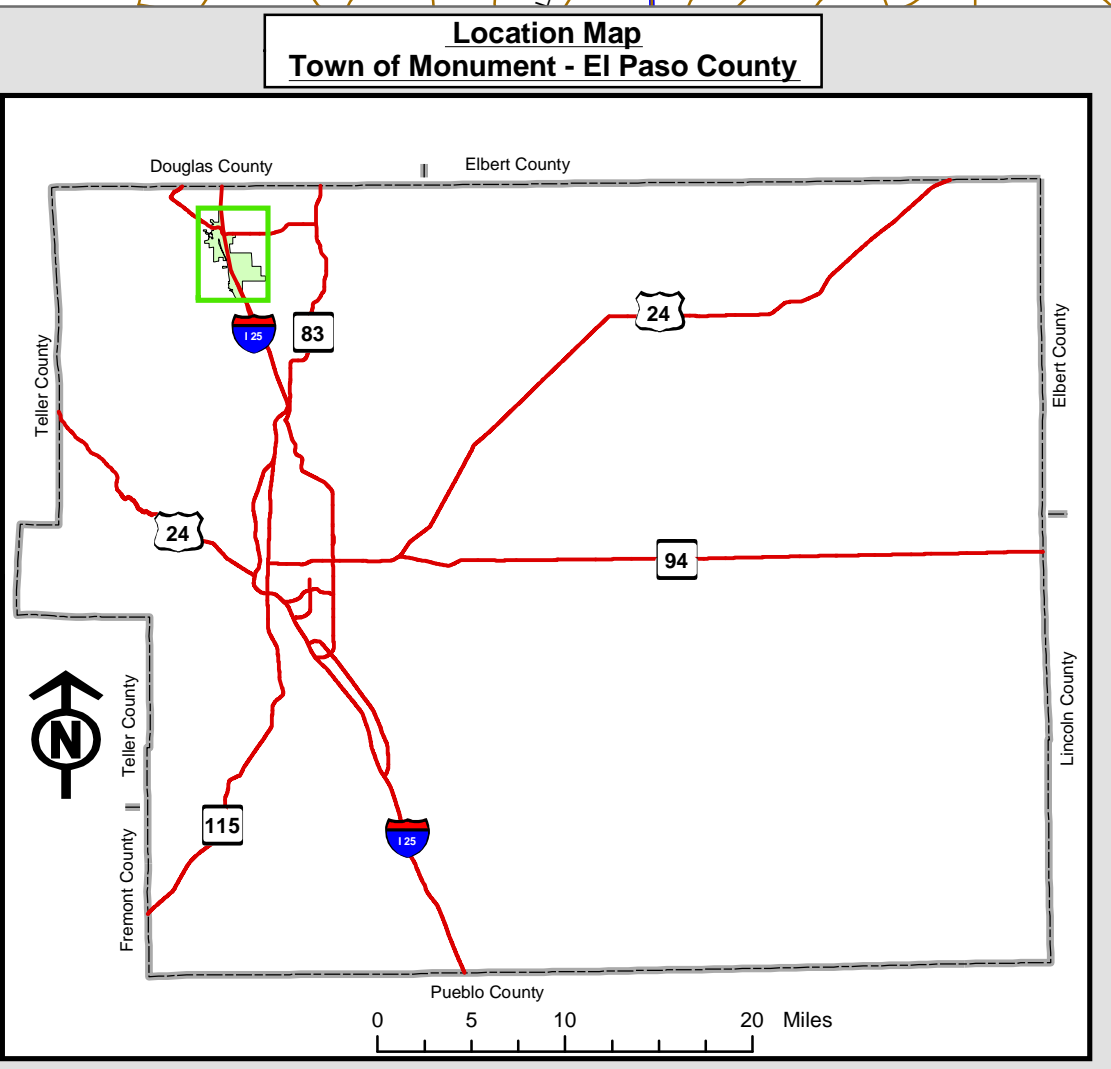 Location Map
Town of Monument - El Paso County
Douglas County
Elbert County
Teller County
I 25
83
24
Elbert County
24
94
Teller County
N
Lincoln County
115
I 25
Fremont County
Pueblo County
0 5 10 20 Miles